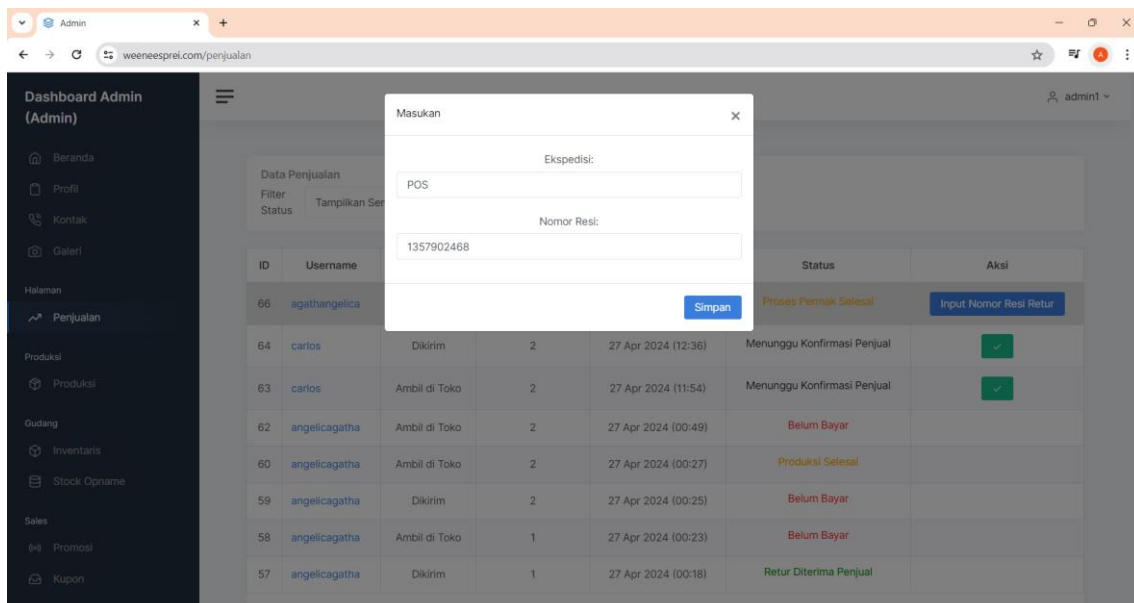 Admin
weeneesprei.com/penjualan
A
Dashboard Admin
(Admin)
admin1
Beranda
Profil
Kontak
Galeri
Halaman
Penjualan
Produksi
Produksi
Gudang
Inventaris
Stock Opname
Sales
Promosi
Kupon
Data Penjualan
Filter
Status
Tampilkan Ser
Masukan
Ekspedisi:
POS
Nomor Resi:
1357902468
Simpan
ID Username Status Aksi
66 agathangelica Proses Permak Selesai Input Nomor Resi Retur
64 carlos Dikirim 2 27 Apr 2024 (12:36) Menunggu Konfirmasi Penjual
63 carlos Ambil di Toko 2 27 Apr 2024 (11:54) Menunggu Konfirmasi Penjual
62 angelicagatha Ambil di Toko 2 27 Apr 2024 (00:49) Belum Bayar
60 angelicagatha Ambil di Toko 2 27 Apr 2024 (00:27) Produksi Selesai
59 angelicagatha Dikirim 2 27 Apr 2024 (00:25) Belum Bayar
58 angelicagatha Ambil di Toko 1 27 Apr 2024 (00:23) Belum Bayar
57 angelicagatha Dikirim 1 27 Apr 2024 (00:18) Retur Diterima Penjual